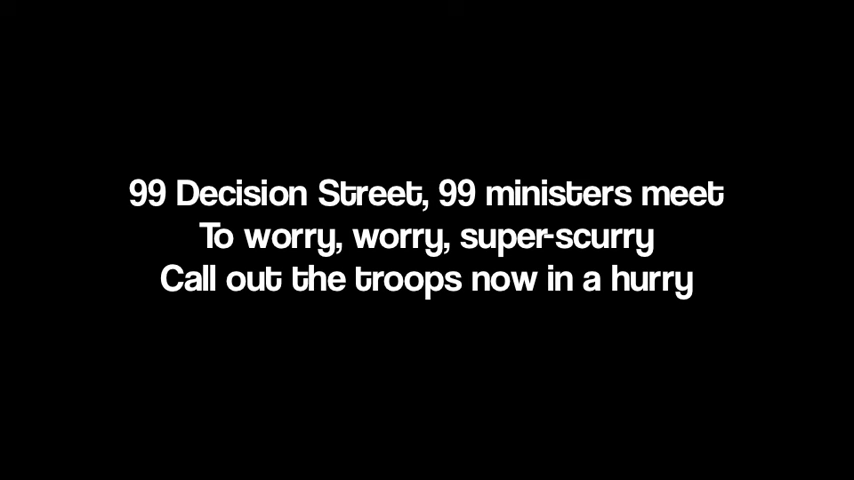 99 Decision Street, 99 ministers meet
To worry, worry, super-scurry
Call out the troops now in a hurry